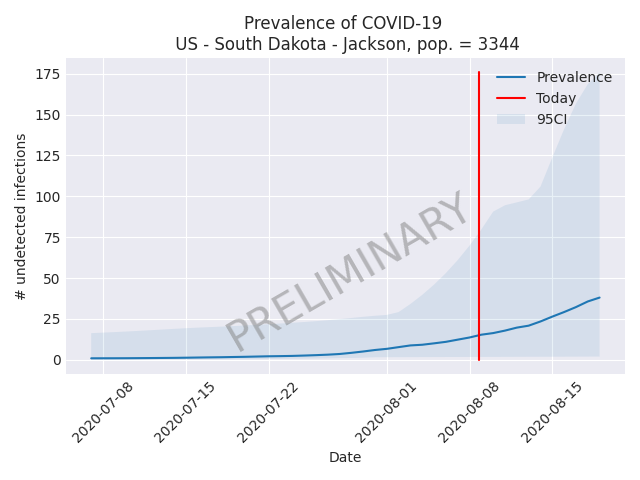 Prevalence of COVID-19
US - South Dakota - Jackson, pop. = 3344
175
150
125
100
75
50
25
0
# undetected infections
Prevalence
Today
95CI
PRELIMINARY
2020-07-08
2020-07-15
2020-07-22
2020-08-01
2020-08-08
2020-08-15
Date